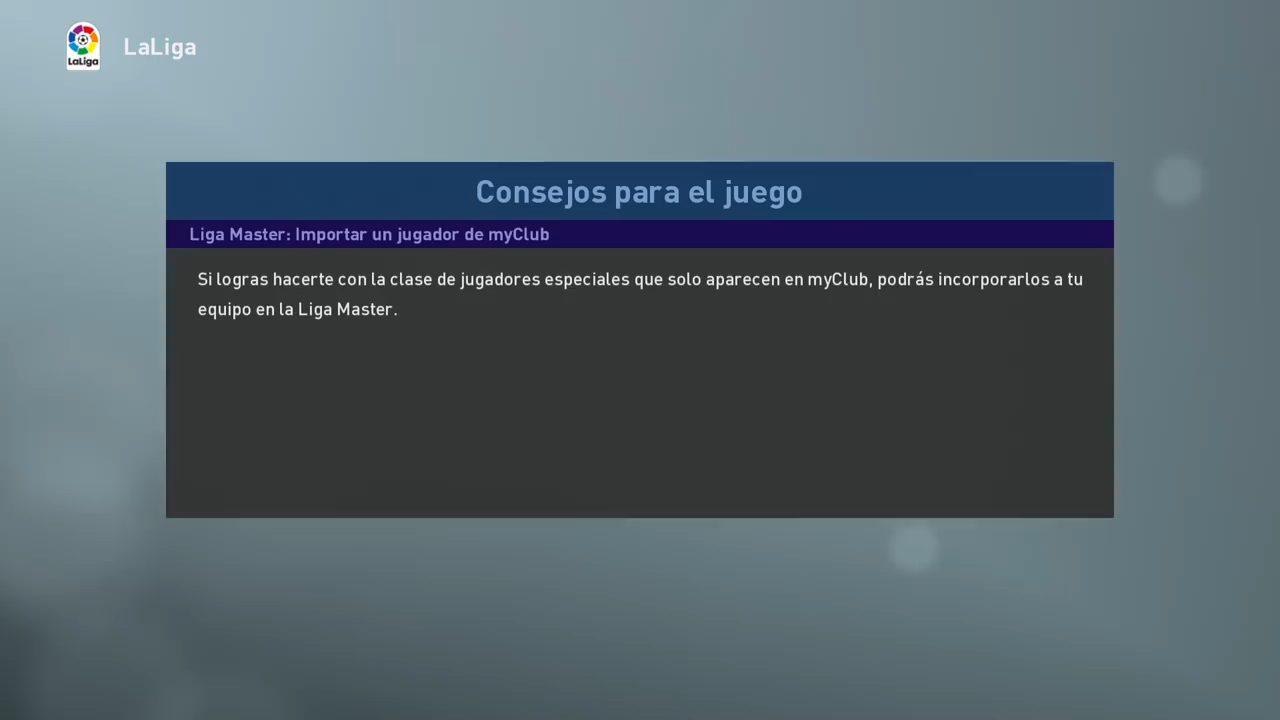 LaLiga
LaLiga
Consejos para el juego
Liga Master: Importar un jugador de myClub
Si logras hacerte con la clase de jugadores especiales que solo aparecen en myClub, podrás incorporarlos a tu
equipo en la Liga Master.